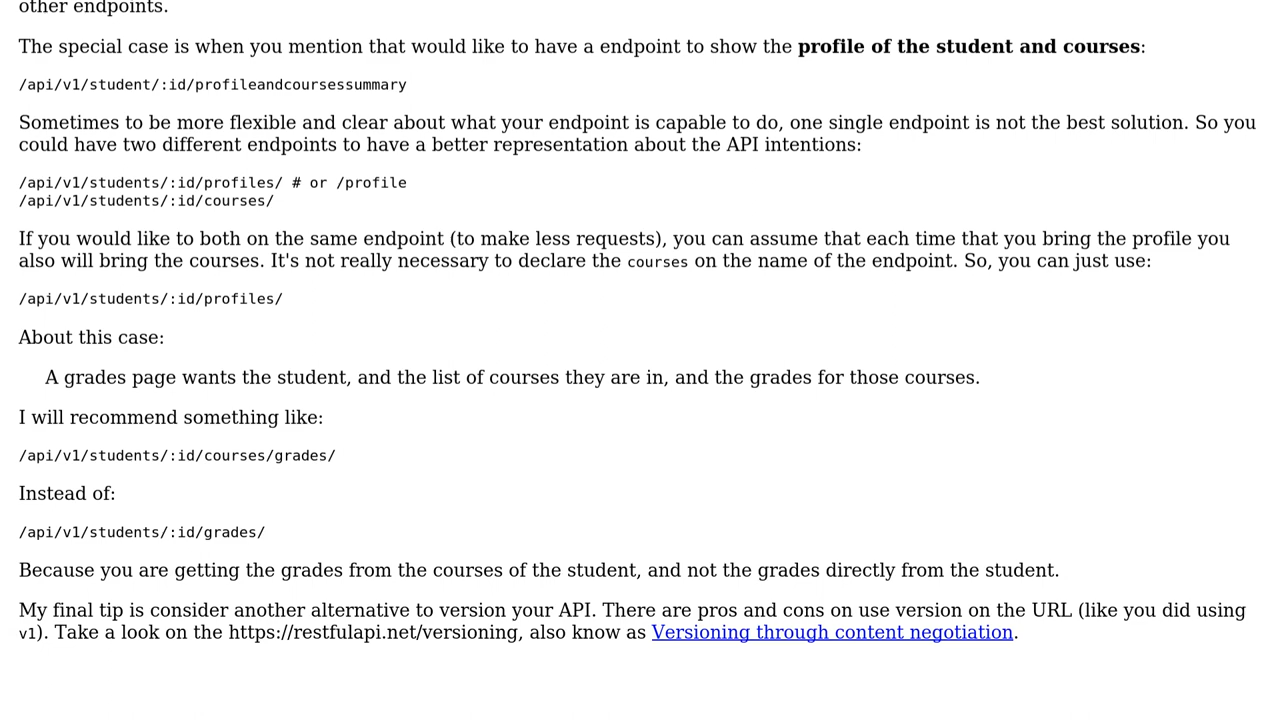 other endpoints.
The special case is when you mention that would like to have a endpoint to show the profile of the student and courses:
/api/v1/student/:id/profileandcoursessummary
Sometimes to be more flexible and clear about what your endpoint is capable to do, one single endpoint is not the best solution. So you
could have two different endpoints to have a better representation about the API intentions:
/api/v1/students/:id/profiles/ # or /profile
/api/v1/students/:id/courses/
If you would like to both on the same endpoint (to make less requests), you can assume that each time that you bring the profile you
also will bring the courses. It's not really necessary to declare the courses on the name of the endpoint. So, you can just use:
/api/v1/students/:id/profiles/
About this case:
A grades page wants the student, and the list of courses they are in, and the grades for those courses.
I will recommend something like:
/api/v1/students/:id/courses/grades/
Instead of:
/api/v1/students/:id/grades/
Because you are getting the grades from the courses of the student, and not the grades directly from the student.
My final tip is consider another alternative to version your API. There are pros and cons on use version on the URL (like you did using
v1). Take a look on the https://restfulapi.net/versioning, also know as Versioning through content negotiation.